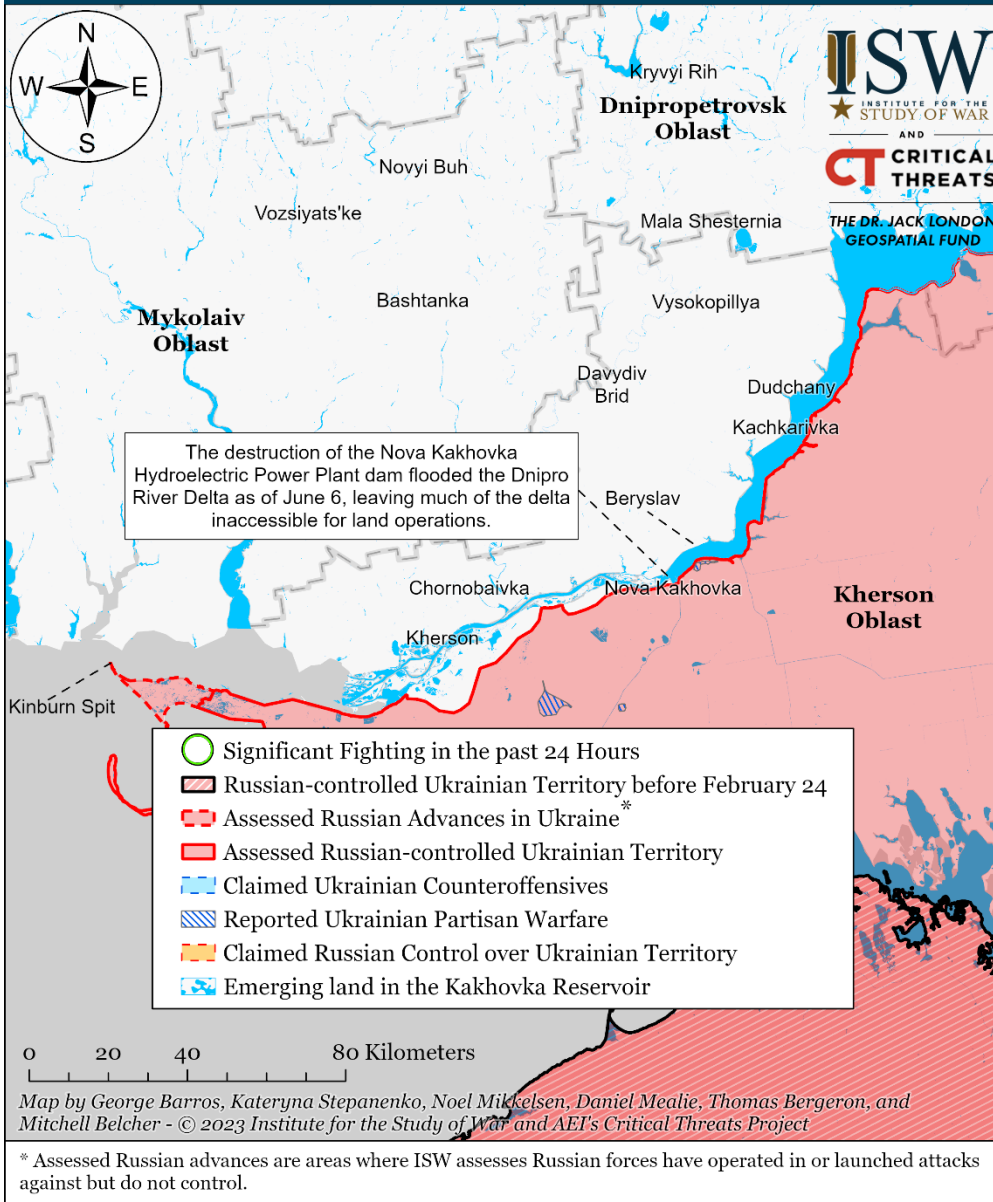 N
W
E
S
ISW
INSTITUTE FOR THE
STUDY OF WAR
AND
CT CRITICAL
THREATS
THE DR. JACK LONDON
GEOSPATIAL FUND
Kryvyi Rih
Dnipropetrovsk
Oblast
Novyi Buh
Vozsiyats'ke
Mala Shesternia
Bashtanka
Vysokopillya
Mykolaiv
Oblast
Davydiv
Brid
Dudchany
Kachkarivka
The destruction of the Nova Kakhovka
Hydroelectric Power Plant dam flooded the Dnipro
River Delta as of June 6, leaving much of the delta
inaccessible for land operations.
Beryslav
Chornobaivka
Nova Kakhovka
Kherson
Oblast
Kherson
Kinburn Spit
Significant Fighting in the past 24 Hours
Russian-controlled Ukrainian Territory before February 24
Assessed Russian Advances in Ukraine*
Assessed Russian-controlled Ukrainian Territory
Claimed Ukrainian Counteroffensives
Reported Ukrainian Partisan Warfare
Claimed Russian Control over Ukrainian Territory
Emerging land in the Kakhovka Reservoir
0 20 40 80 Kilometers
Map by George Barros, Kateryna Stepanenko, Noel Mikkelsen, Daniel Mealie, Thomas Bergeron, and
Mitchell Belcher - © 2023 Institute for the Study of War and AEI's Critical Threats Project
* Assessed Russian advances are areas where ISW assesses Russian forces have operated in or launched attacks
against but do not control.